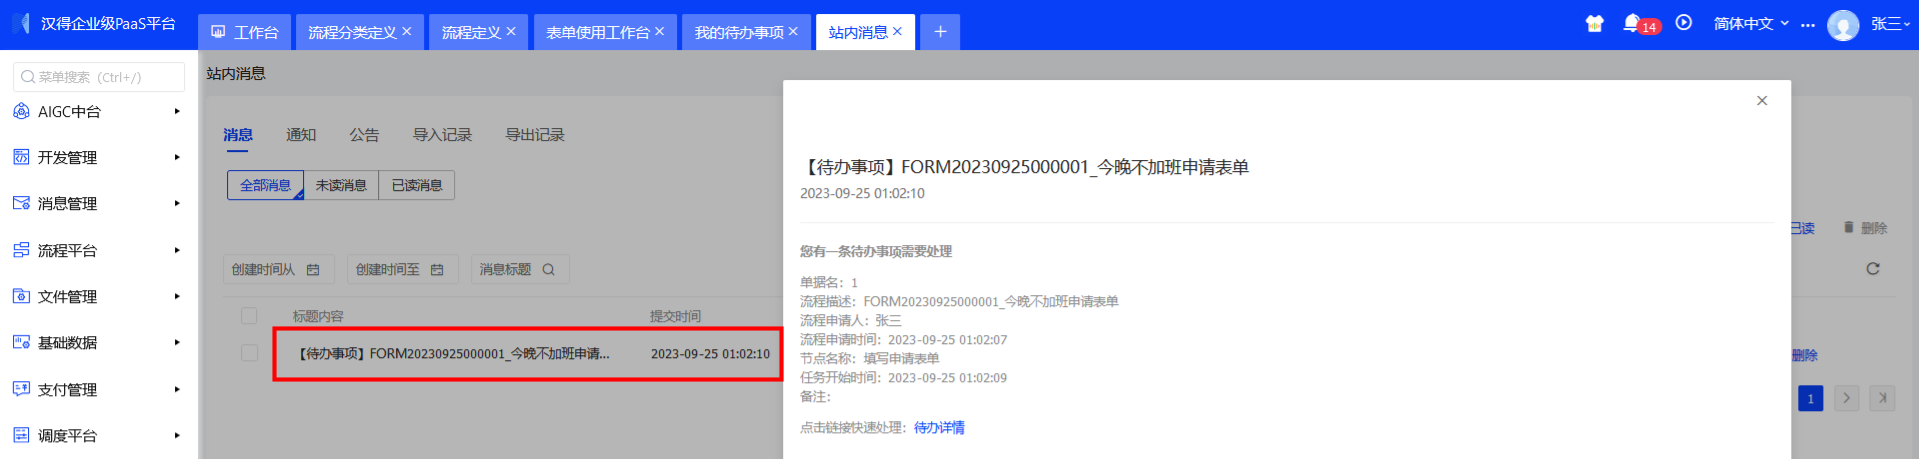 汉得企业级PaaS平台
工作台 流程分类定义 × 流程定义 × 表单使用工作台 × 我的待办事项 × 站内消息 × +
14 简体中文 ... 张三
菜单搜索（Ctrl+/）
AIGC中台
开发管理
消息管理
流程平台
文件管理
基础数据
支付管理
调度平台
站内消息
消息 通知 公告 导入记录 导出记录
全部消息 未读消息 已读消息
已读 删除
创建时间从 创建时间至 消息标题
标题内容 提交时间
【待办事项】FORM20230925000001_今晚不加班申请... 2023-09-25 01:02:10
删除
1
×
【待办事项】FORM20230925000001_今晚不加班申请表单
2023-09-25 01:02:10
您有一条待办事项需要处理
单据名：1
流程描述：FORM20230925000001_今晚不加班申请表单
流程申请人：张三
流程申请时间：2023-09-25 01:02:07
节点名称：填写申请表单
任务开始时间：2023-09-25 01:02:09
备注：
点击链接快速处理：待办详情